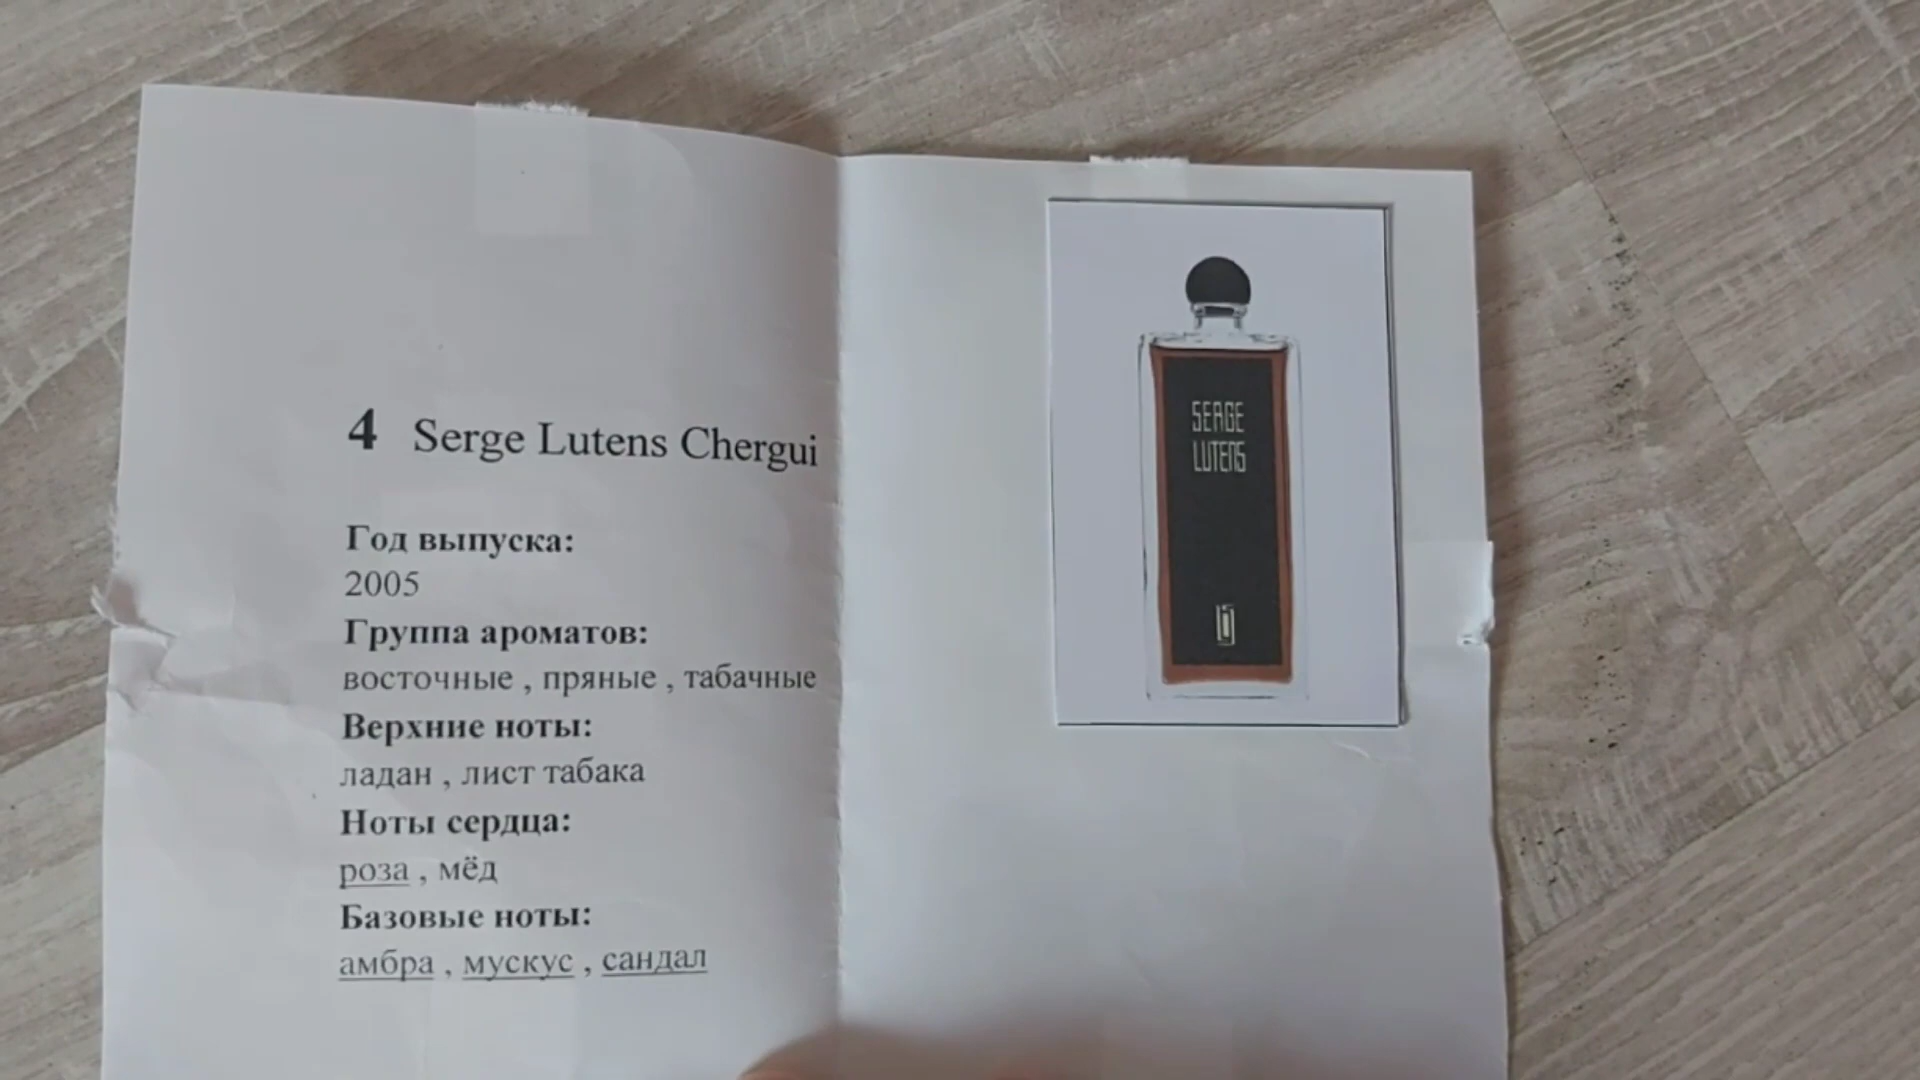 4 Serge Lutens Chergui
Год выпуска:
2005
Группа ароматов:
восточные , пряные , табачные
Верхние ноты:
ладан , лист табака
Ноты сердца:
роза , мёд
Базовые ноты:
амбра , мускус , сандал
SERGE
LUTENS